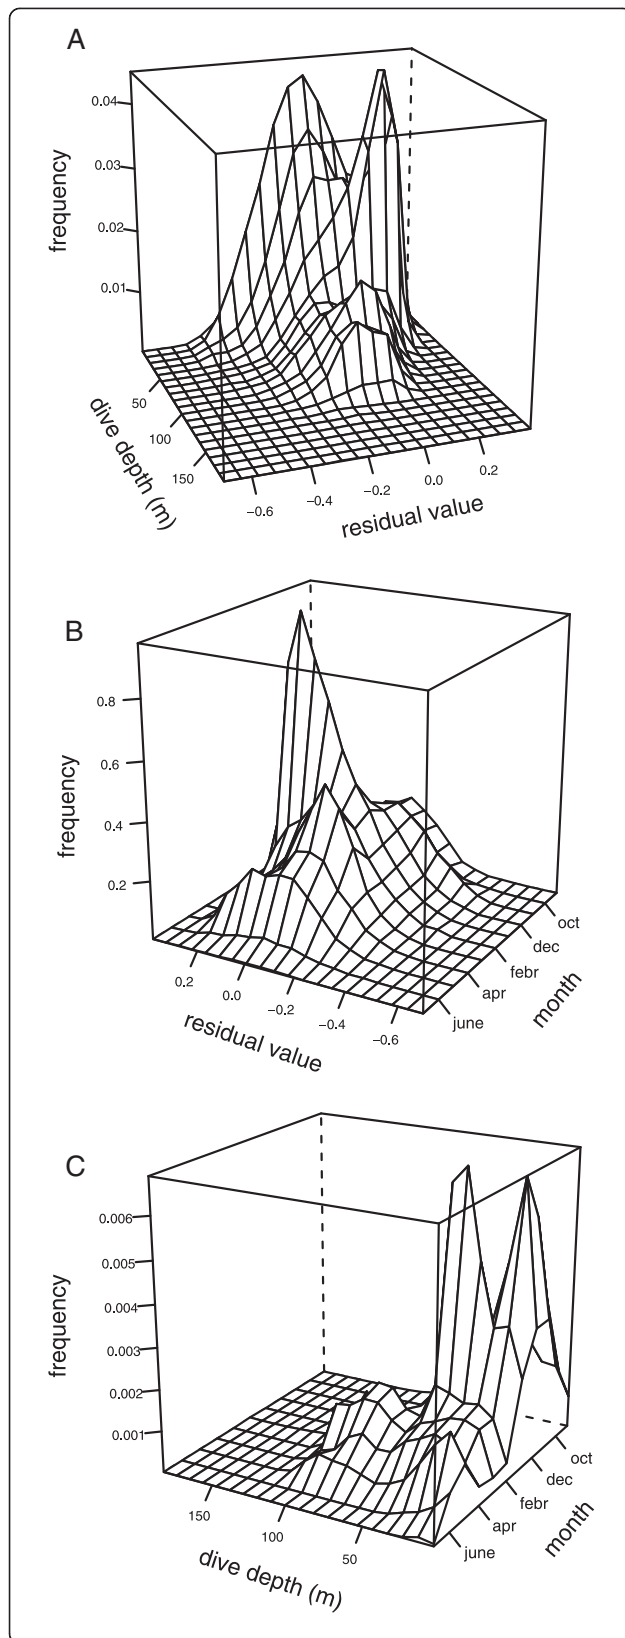 A
frequency
0.04
0.03
0.02
0.01
50
100
150
dive depth (m)
−0.6
−0.4
−0.2
0.0
0.2
residual value
B
frequency
0.8
0.6
0.4
0.2
0.2
0.0
−0.2
−0.4
−0.6
residual value
oct
dec
febr
apr
june
month
C
frequency
0.006
0.005
0.004
0.003
0.002
0.001
150
100
50
dive depth (m)
oct
dec
febr
apr
june
month